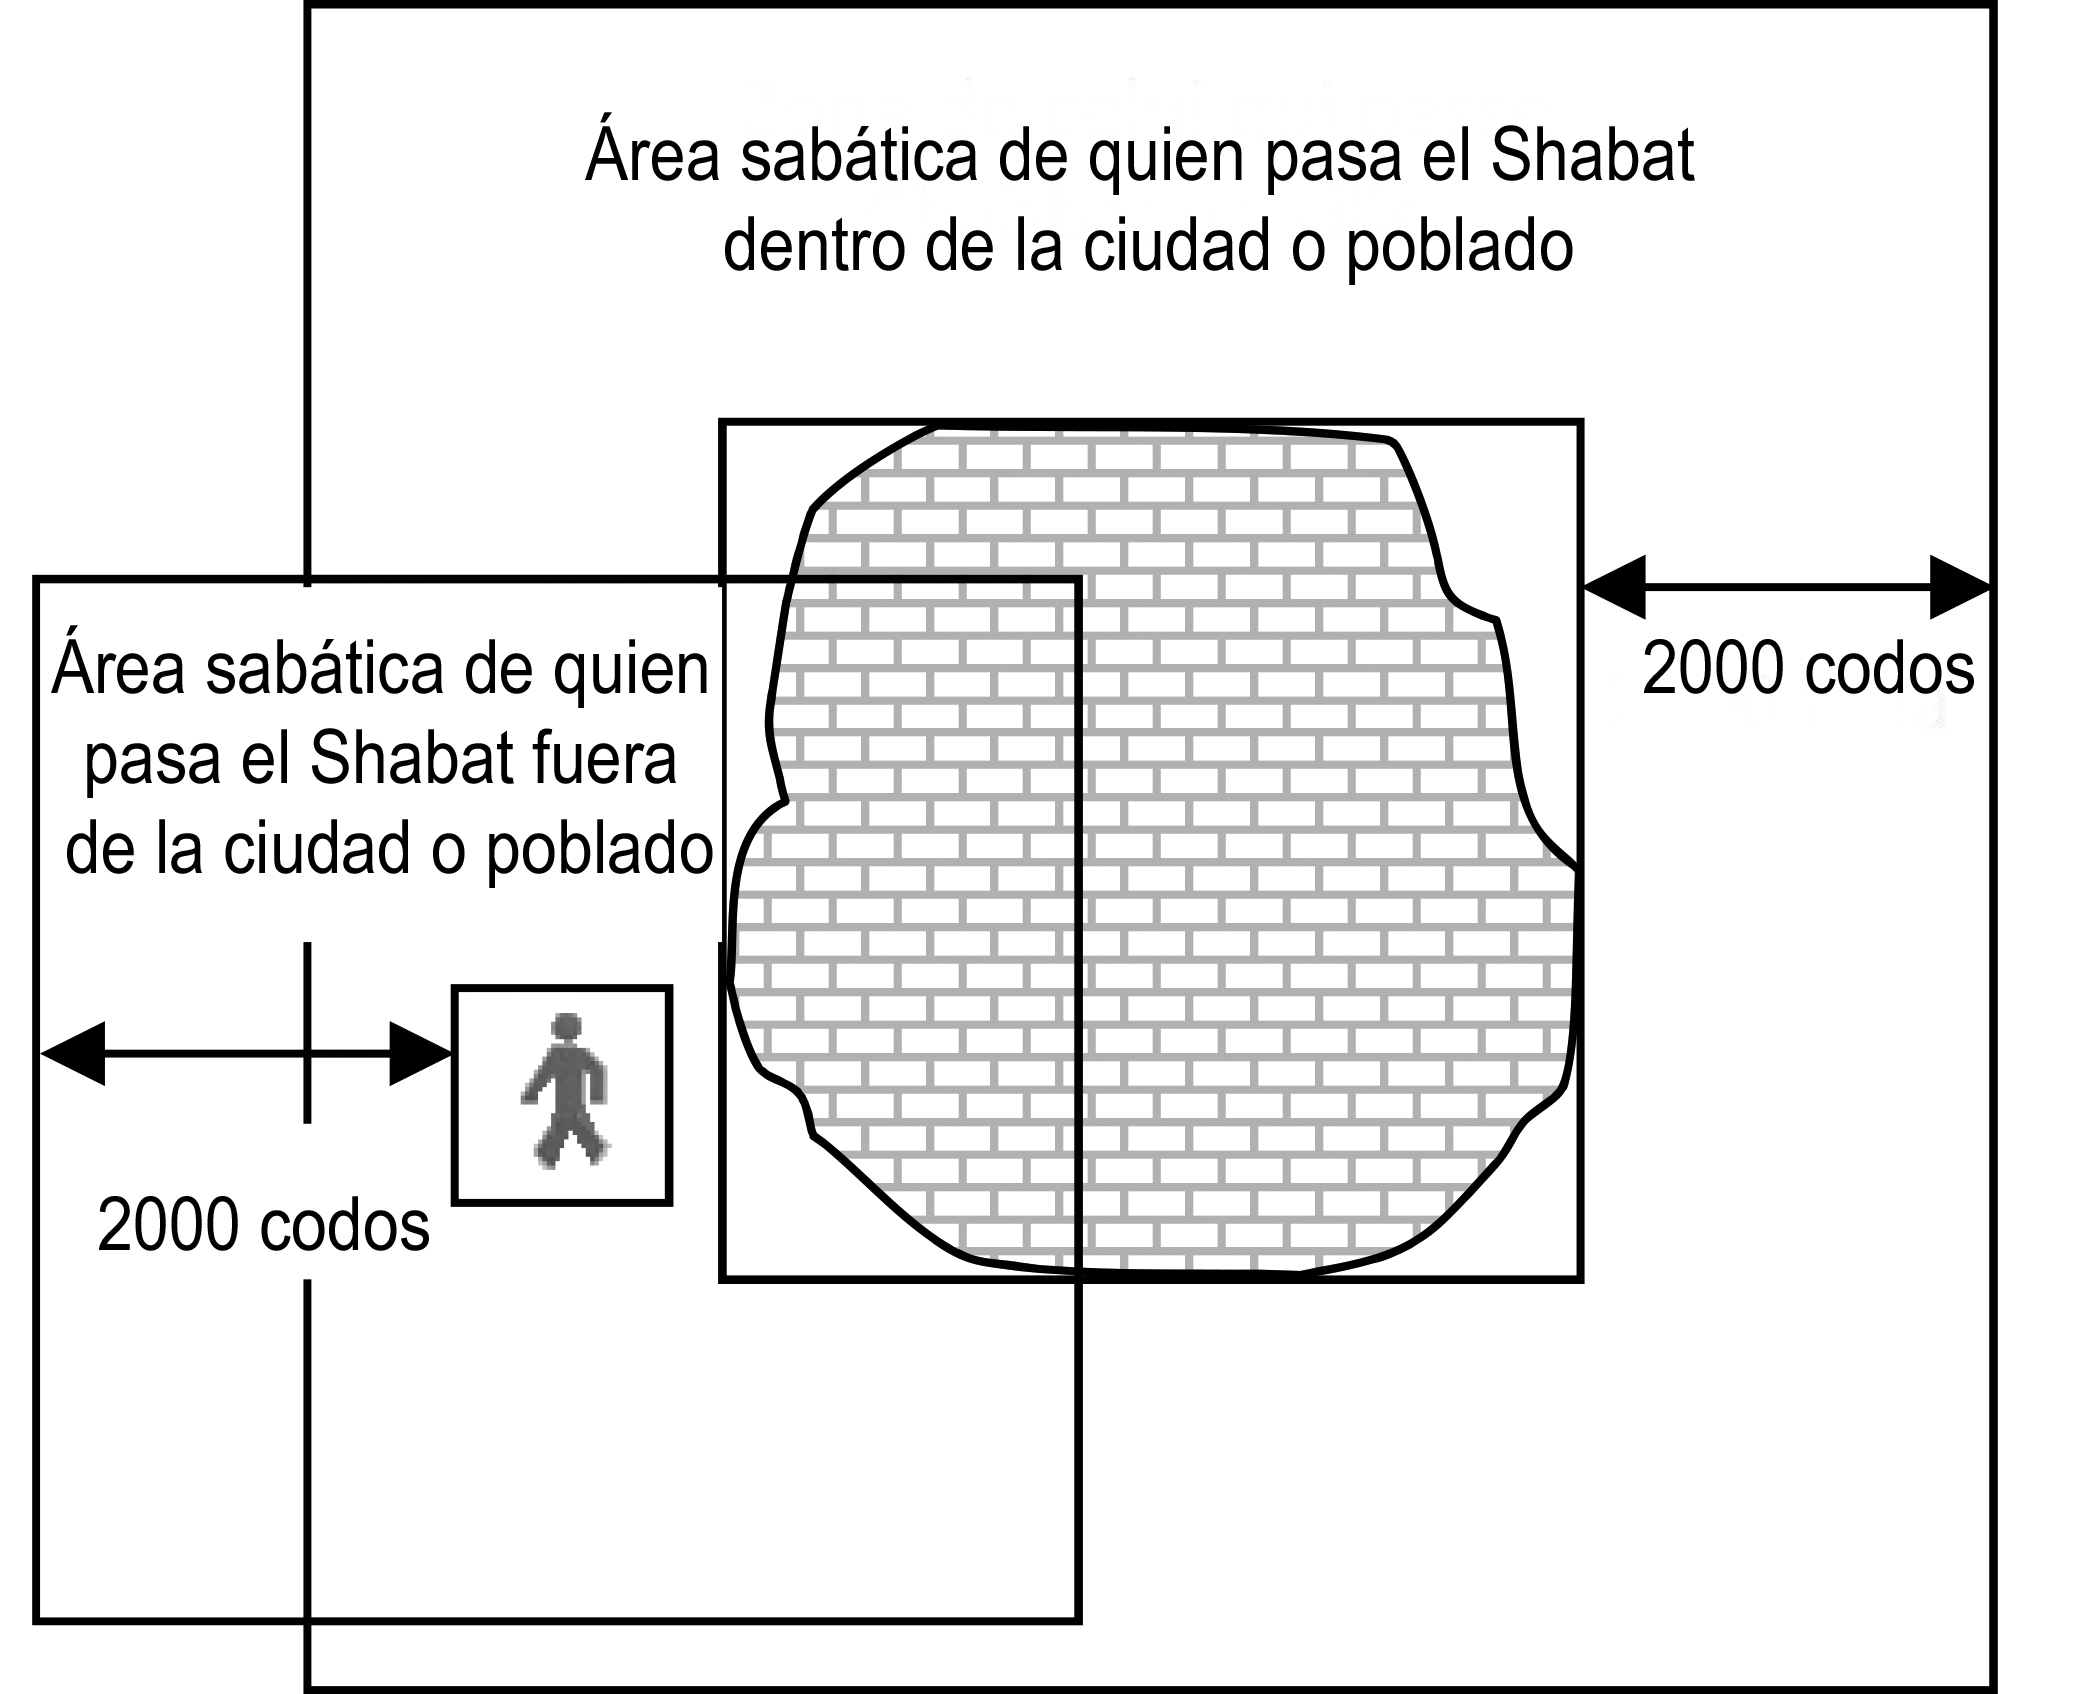 Área sabática de quien pasa el Shabat
dentro de la ciudad o poblado
2000 codos
Área sabática de quien
pasa el Shabat fuera
de la ciudad o poblado
2000 codos